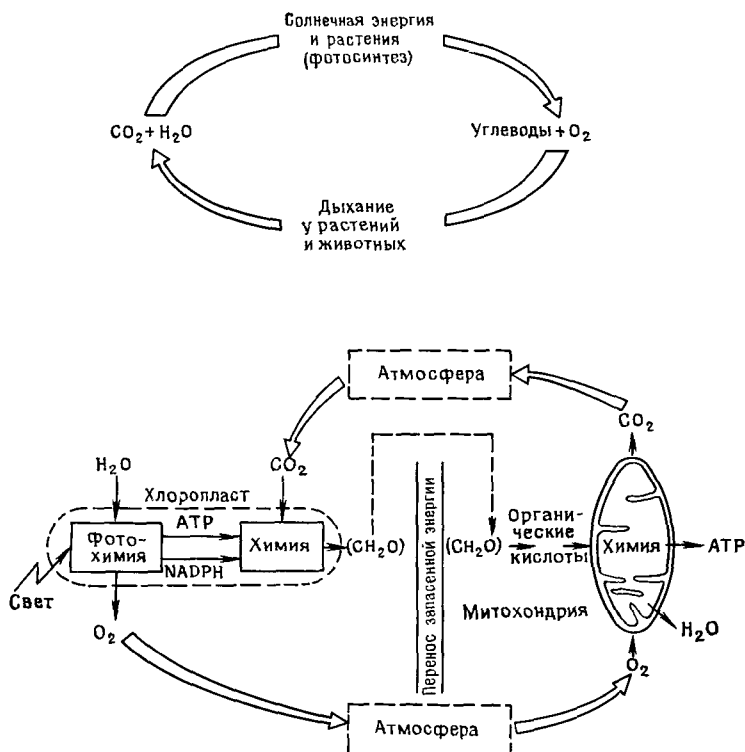 Солнечная энергия
и растения
(фотосинтез)
CO₂ + H₂O
Углеводы + O₂
Дыхание
у растений
и животных
Атмосфера
CO₂
H₂O
CO₂
Хлоропласт
ATP
Фото-
химия
Химия
NADPH
Свет
O₂
(CH₂O)
Перенос запасенной энергии
(CH₂O)
Органи-
ческие
кислоты
Химия
ATP
Митохондрия
H₂O
O₂
Атмосфера